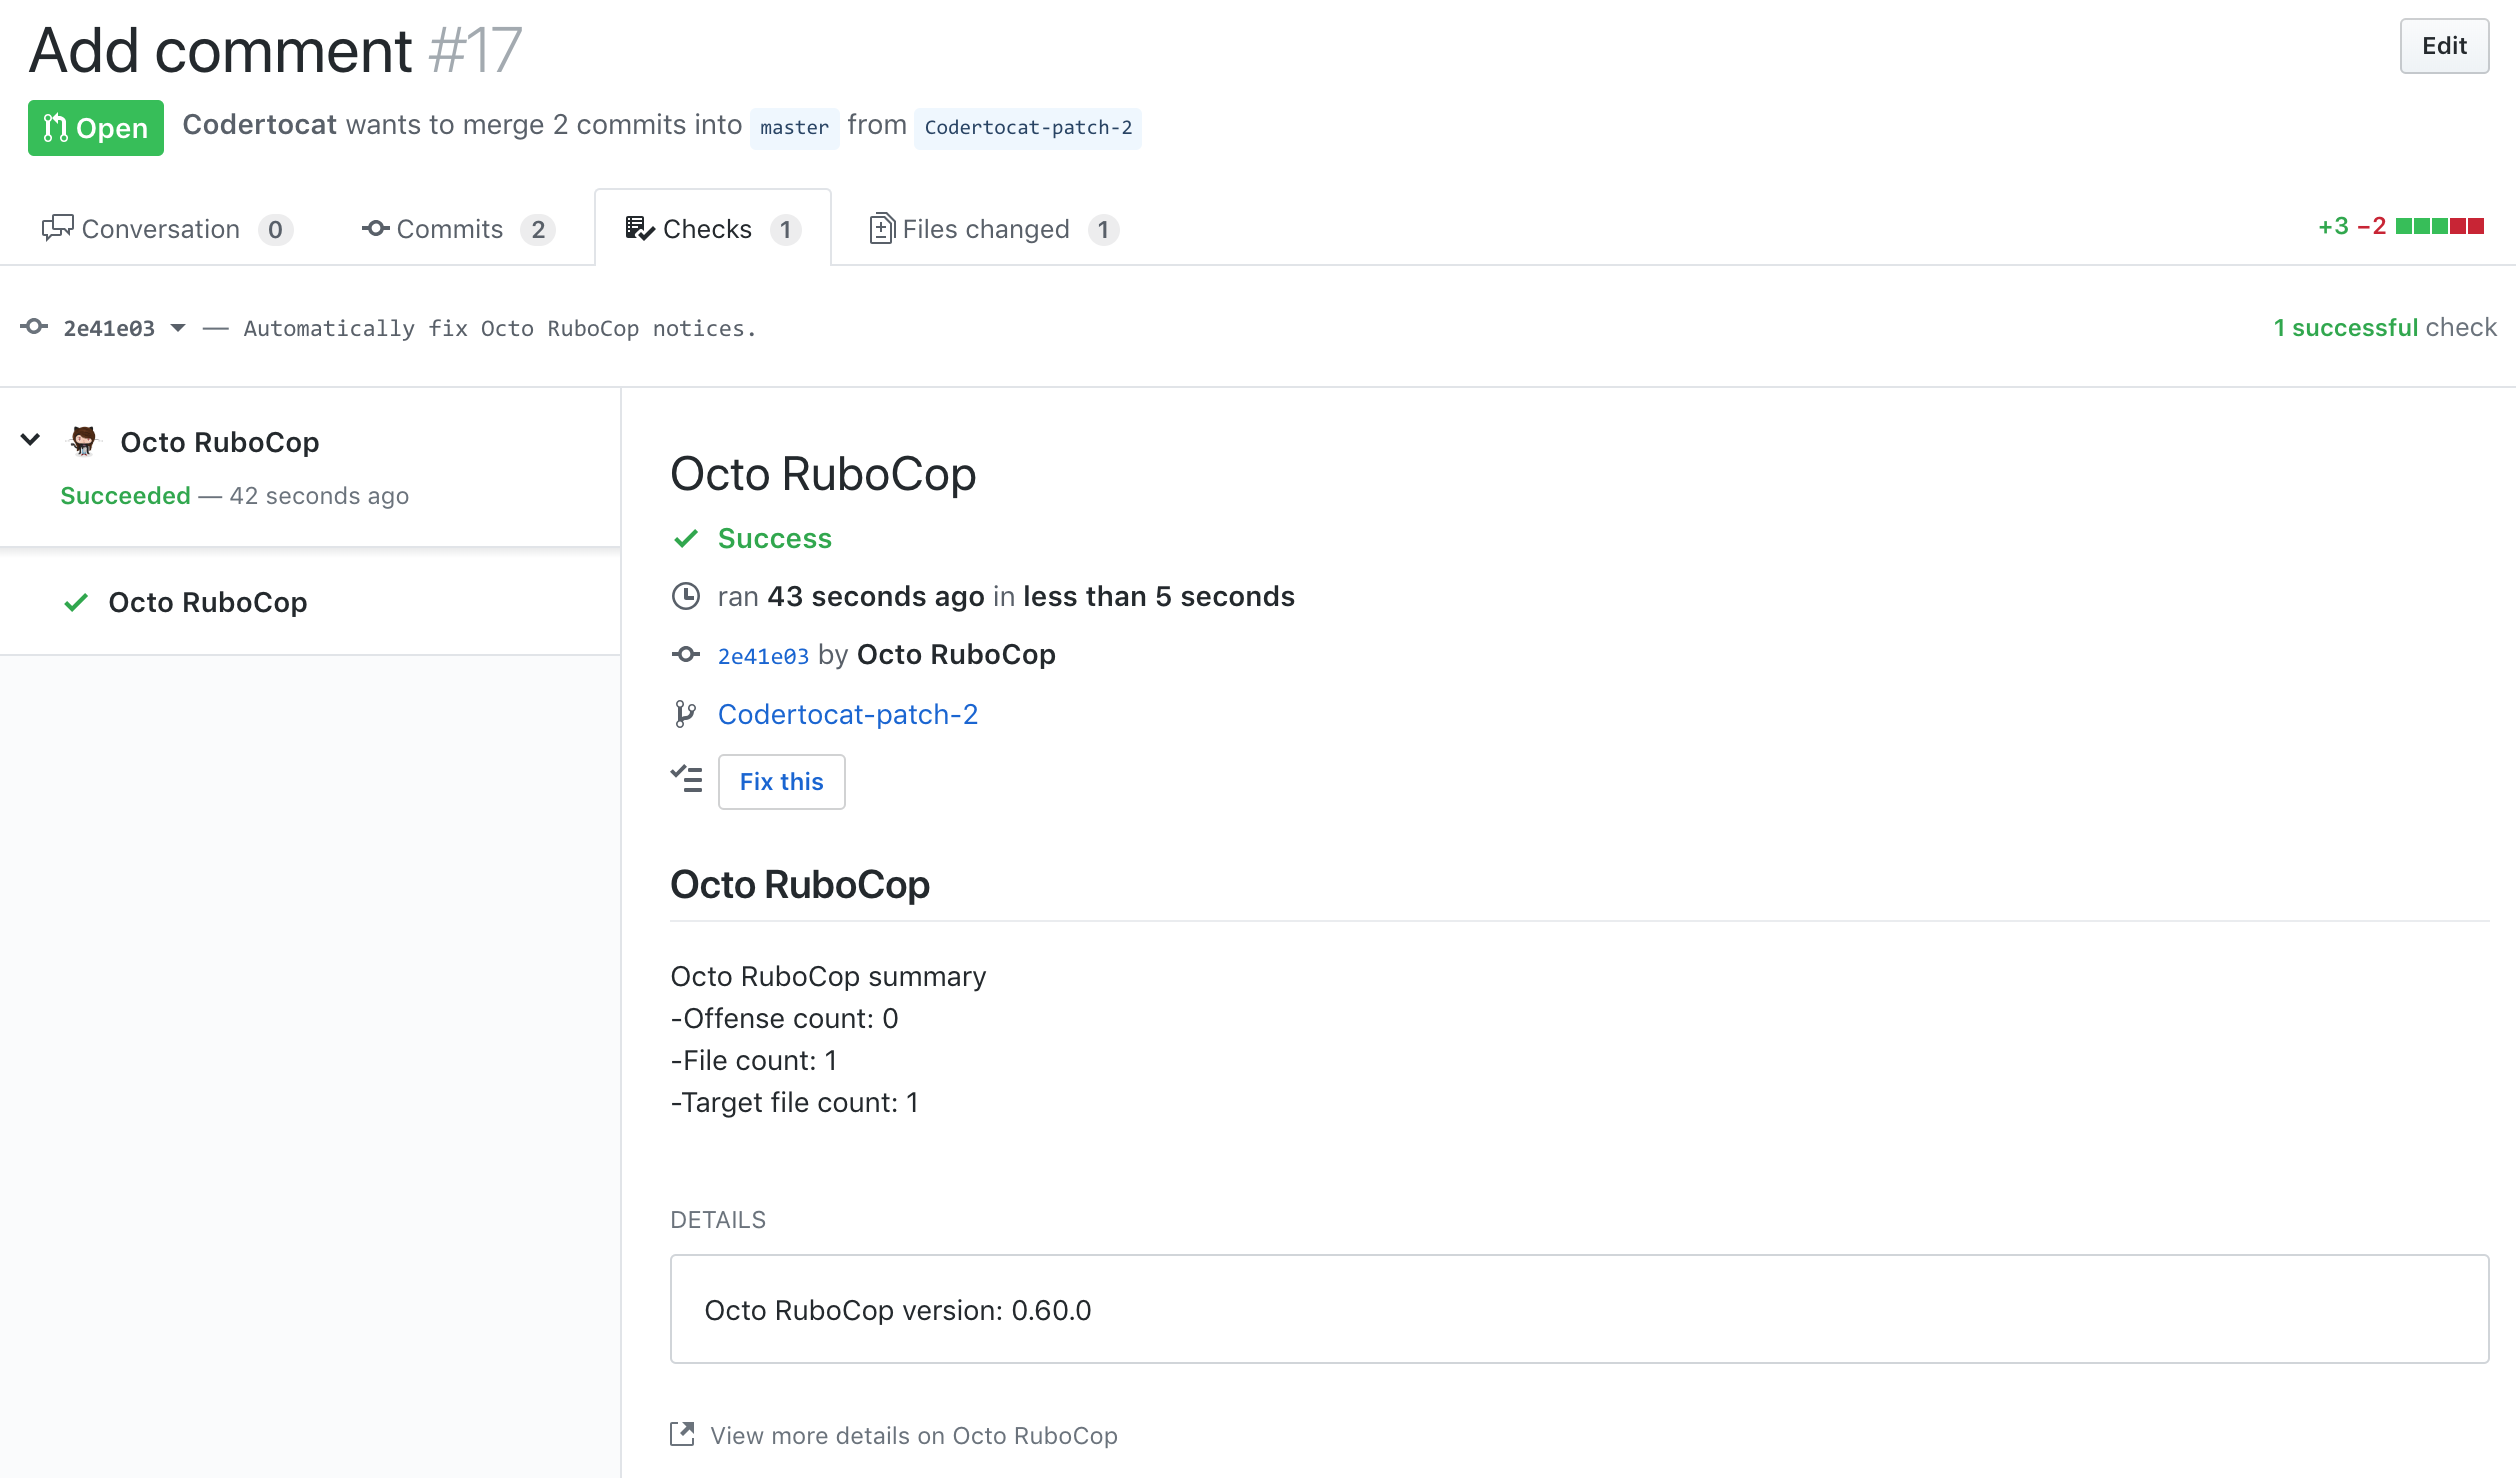 Add comment #17
Edit
Open
Codertocat wants to merge 2 commits into master from Codertocat-patch-2
Conversation 0
Commits 2
Checks 1
Files changed 1
+3 −2
2e41e03 — Automatically fix Octo RuboCop notices.
1 successful check
Octo RuboCop
Succeeded — 42 seconds ago
Octo RuboCop
Octo RuboCop
Success
ran 43 seconds ago in less than 5 seconds
2e41e03 by Octo RuboCop
Codertocat-patch-2
Fix this
Octo RuboCop
Octo RuboCop summary
-Offense count: 0
-File count: 1
-Target file count: 1
DETAILS
Octo RuboCop version: 0.60.0
View more details on Octo RuboCop